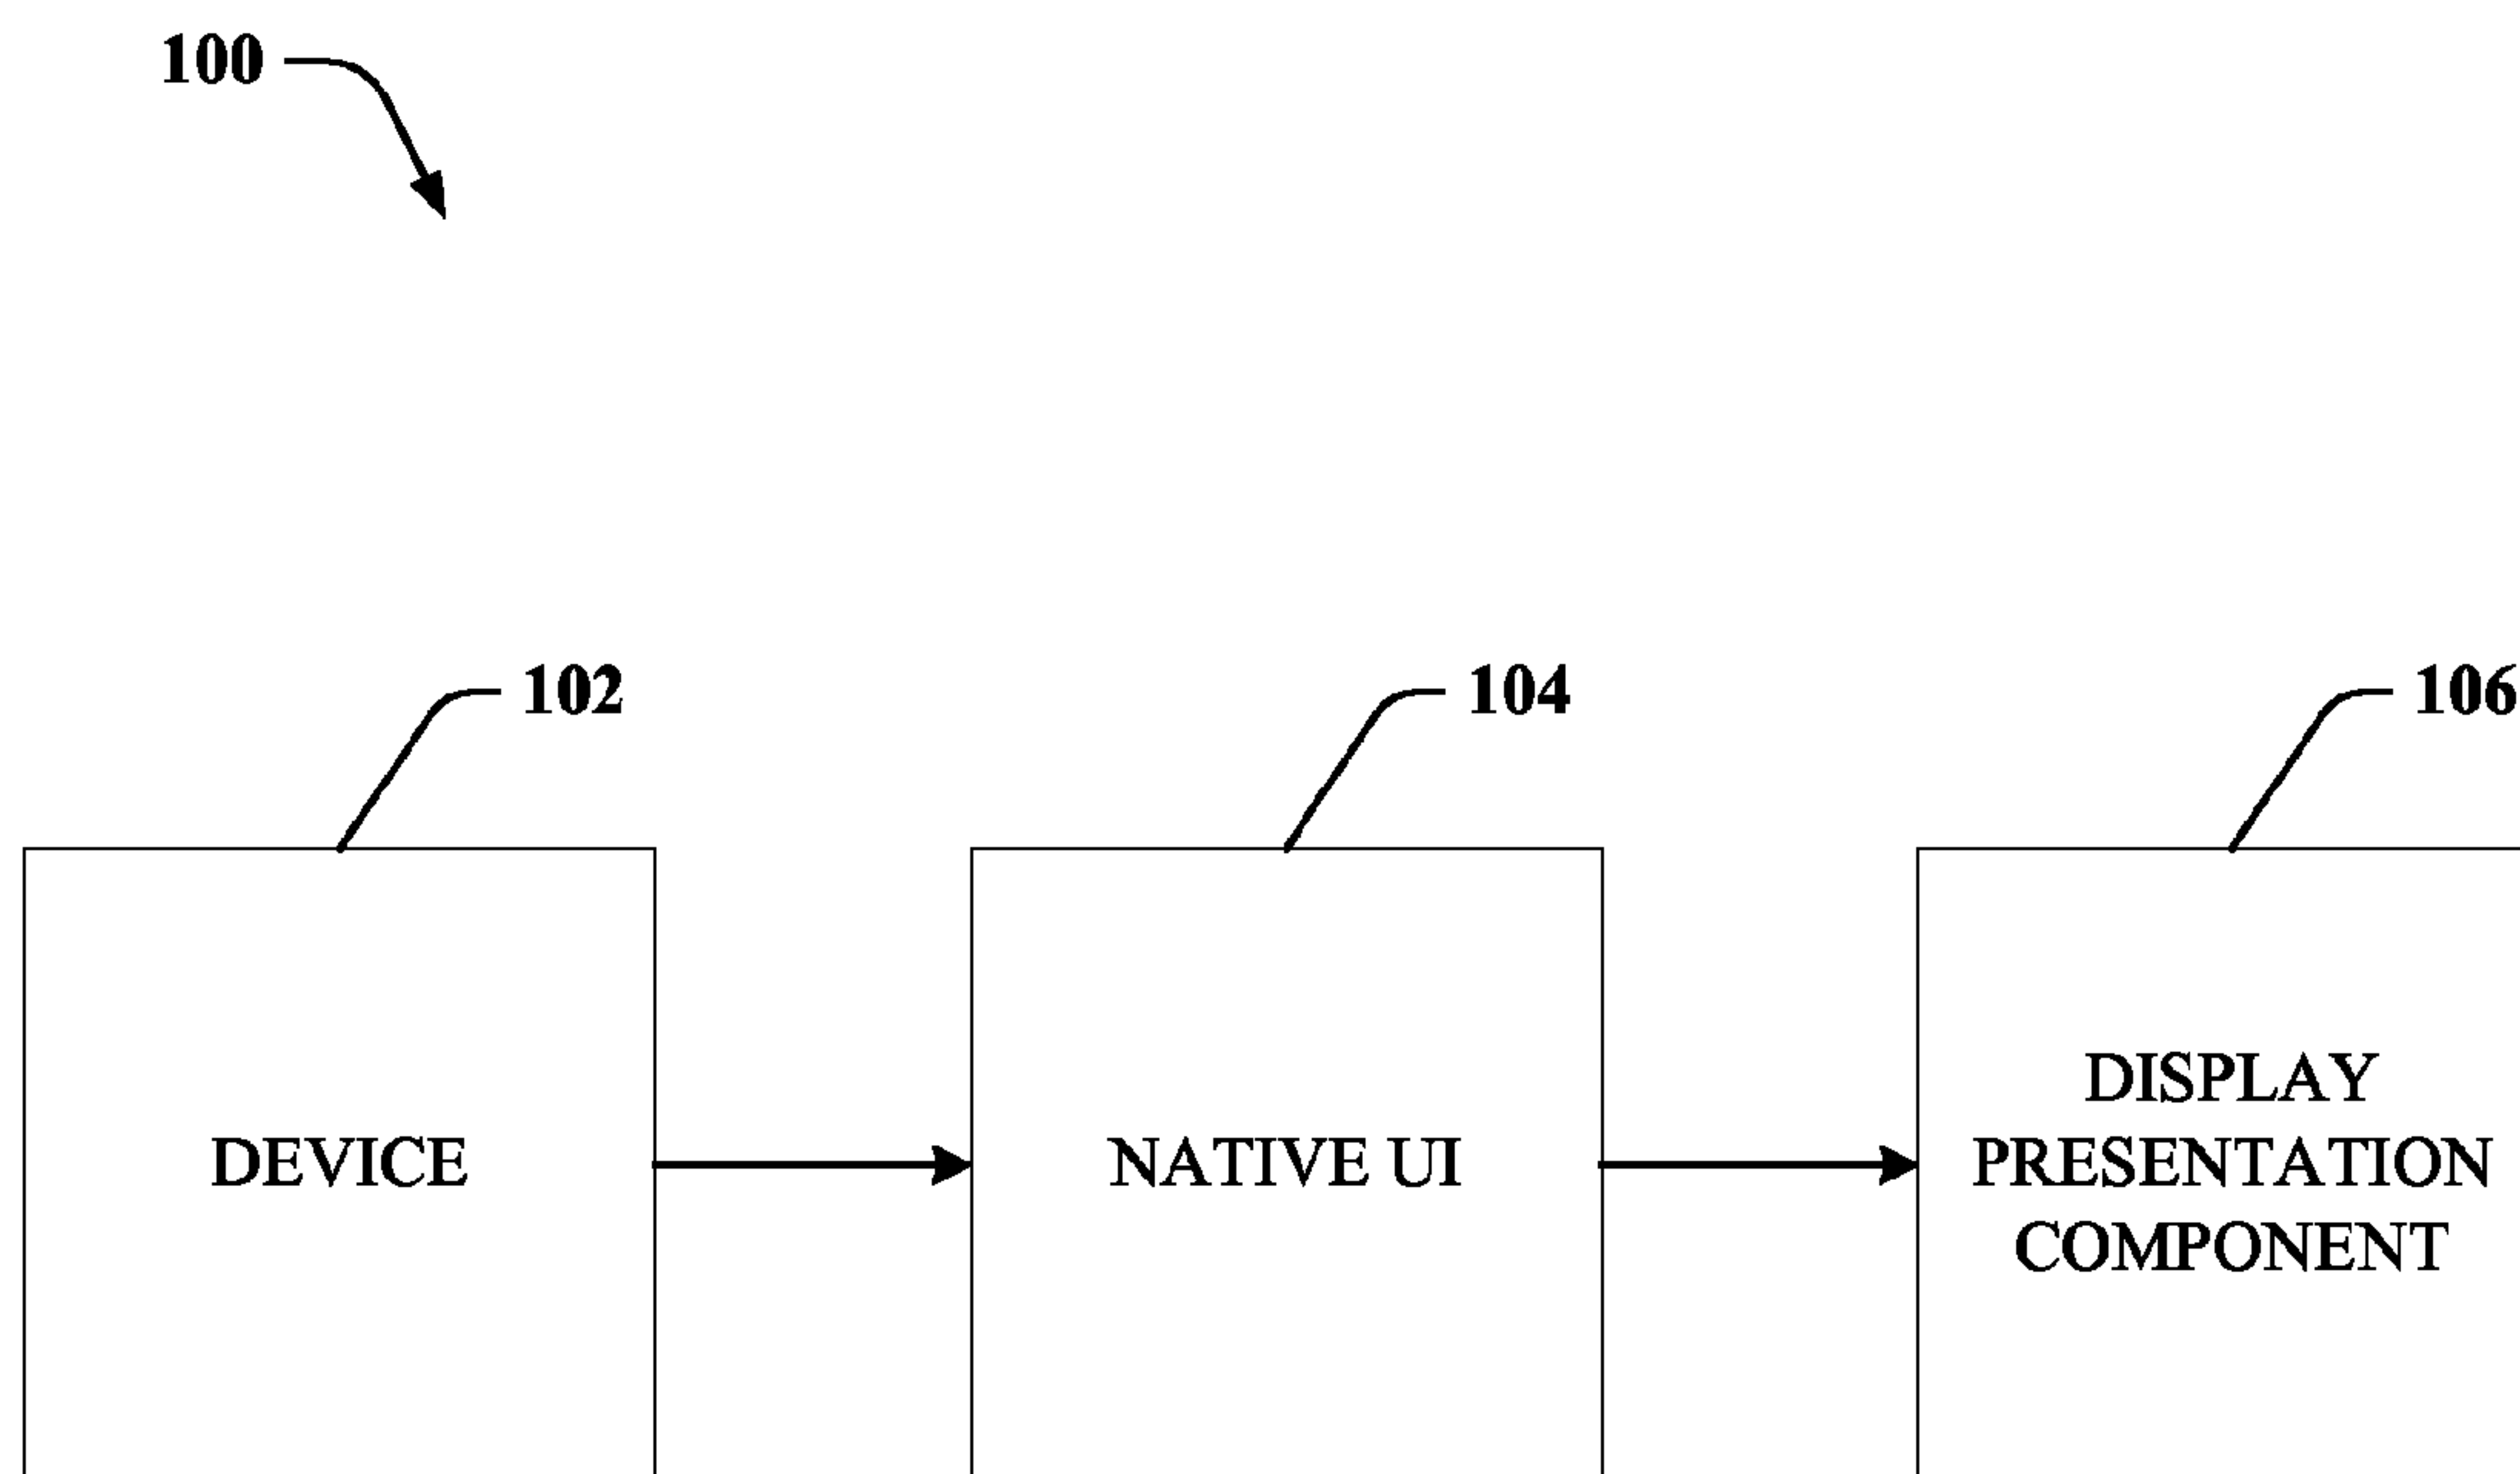 100
102
104
106
DEVICE
NATIVE UI
DISPLAY
PRESENTATION
COMPONENT